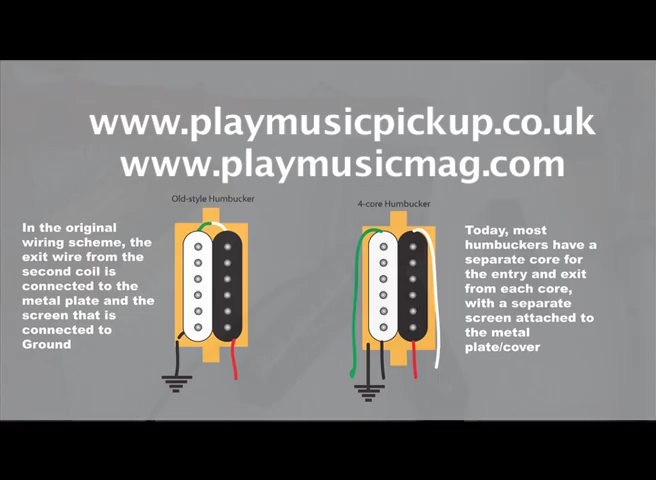 www.playmusicpickup.co.uk
www.playmusicmag.com
Old-style Humbucker
4-core Humbucker
In the original
wiring scheme, the
exit wire from the
second coil is
connected to the
metal plate and the
screen that is
connected to
Ground
Today, most
humbuckers have a
separate core for
the entry and exit
from each core,
with a separate
screen attached to
the metal
plate/cover